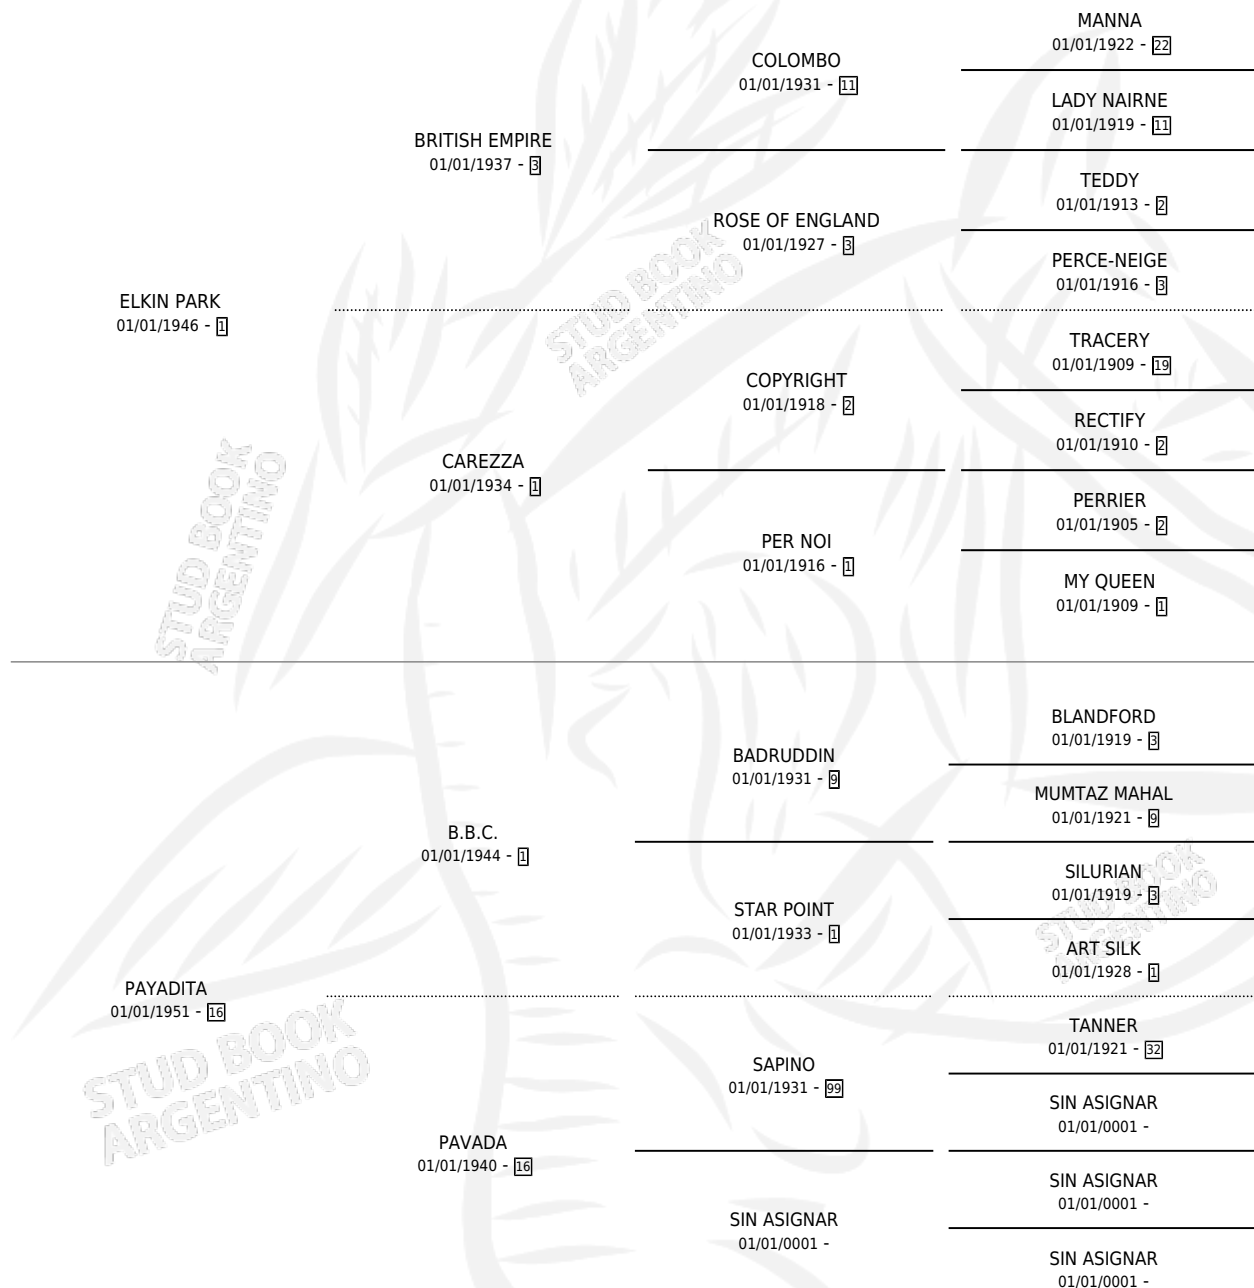 MANNA
01/01/1922 - 22
COLOMBO
01/01/1931 - 11
LADY NAIRNE
01/01/1919 - 11
BRITISH EMPIRE
01/01/1937 - 3
TEDDY
01/01/1913 - 2
ROSE OF ENGLAND
01/01/1927 - 3
PERCE-NEIGE
01/01/1916 - 3
STUD BOOK
ARGENTINO
ELKIN PARK
01/01/1946 - 1
TRACERY
01/01/1909 - 19
COPYRIGHT
01/01/1918 - 2
RECTIFY
01/01/1910 - 2
CAREZZA
01/01/1934 - 1
PERRIER
01/01/1905 - 2
PER NOI
01/01/1916 - 1
MY QUEEN
01/01/1909 - 1
STUD BOOK
ARGENTINO
BLANDFORD
01/01/1919 - 3
BADRUDDIN
01/01/1931 - 9
MUMTAZ MAHAL
01/01/1921 - 9
B.B.C.
01/01/1944 - 1
SILURIAN
01/01/1919 - 3
STAR POINT
01/01/1933 - 1
ART SILK
01/01/1928 - 1
STUD BOOK
ARGENTINO
PAYADITA
01/01/1951 - 16
STUD BOOK
ARGENTINO
TANNER
01/01/1921 - 32
SAPINO
01/01/1931 - 99
SIN ASIGNAR
01/01/0001 -
PAVADA
01/01/1940 - 16
SIN ASIGNAR
01/01/0001 -
SIN ASIGNAR
01/01/0001 -
SIN ASIGNAR
01/01/0001 -